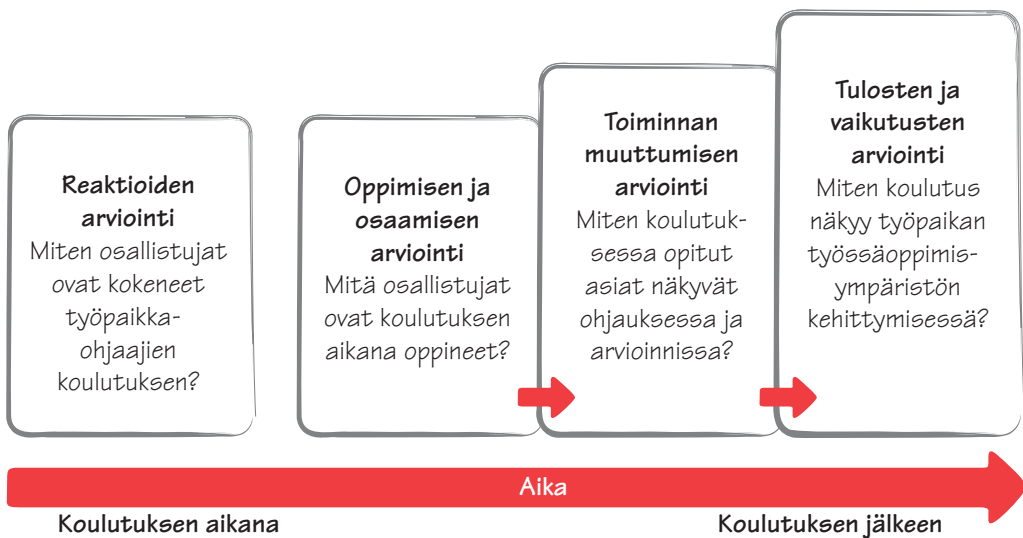 Reaktioiden
arviointi
Miten osallistujat
ovat kokeneet
työpaikka-
ohjaajien
koulutuksen?
Oppimisen ja
osaamisen
arviointi
Mitä osallistujat
ovat koulutuksen
aikana oppineet?
Toiminnan
muuttumisen
arviointi
Miten koulutuk-
sessa opitut
asiat näkyvät
ohjauksessa ja
arvioinnissa?
Tulosten ja
vaikutusten
arviointi
Miten koulutus
näkyy työpaikan
työssäoppimis-
ympäristön
kehittymisessä?
Aika
Koulutuksen aikana
Koulutuksen jälkeen